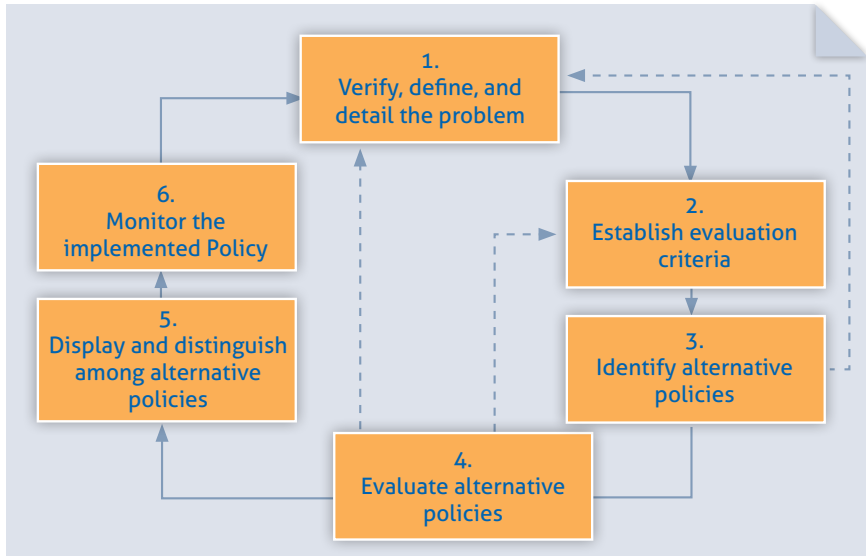 1.
Verify, define, and
detail the problem
2.
Establish evaluation
criteria
3.
Identify alternative
policies
4.
Evaluate alternative
policies
5.
Display and distinguish
among alternative
policies
6.
Monitor the
implemented Policy